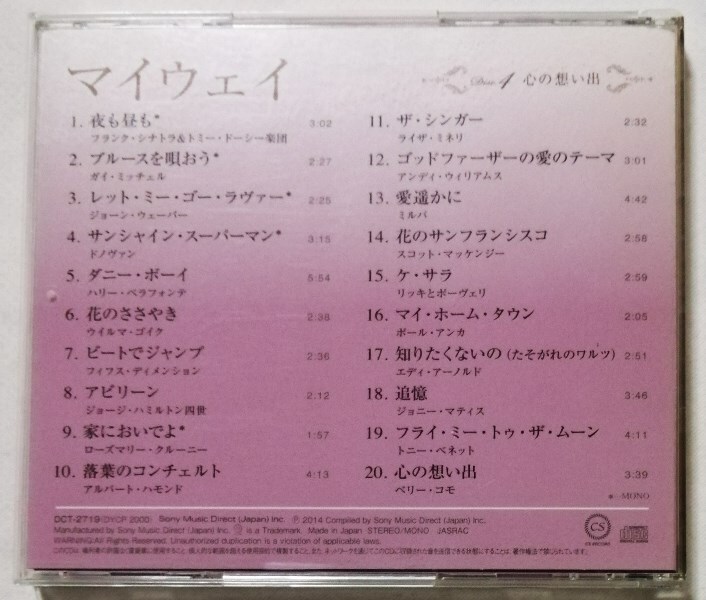 マイウェイ
Disc 4 心の想い出
1. 夜も昼も* 3:02
フランク・シナトラ&トミー・ドーシー楽団
2. ブルースを唄おう* 2:27
ガイ・ミッチェル
3. レット・ミー・ゴー・ラヴァー* 2:25
ジョーン・ウェーバー
4. サンシャイン・スーパーマン* 3:15
ドノヴァン
5. ダニー・ボーイ 5:54
ハリー・ベラフォンテ
6. 花のささやき 2:38
ウイルマ・ゴイク
7. ビートでジャンプ 2:36
フィフス・ディメンション
8. アビリーン 2:12
ジョージ・ハミルトン四世
9. 家においでよ* 1:57
ローズマリー・クルーニー
10. 落葉のコンチェルト 4:13
アルバート・ハモンド
11. ザ・シンガー 2:32
ライザ・ミネリ
12. ゴッドファーザーの愛のテーマ 3:01
アンディ・ウィリアムス
13. 愛遥かに 4:42
ミルバ
14. 花のサンフランシスコ 2:58
スコット・マッケンジー
15. ケ・サラ 2:59
リッキとポーヴェリ
16. マイ・ホーム・タウン 2:05
ポール・アンカ
17. 知りたくないの (たそがれのワルツ) 2:51
エディ・アーノルド
18. 追憶 3:46
ジョニー・マティス
19. フライ・ミー・トゥ・ザ・ムーン 4:11
トニー・ベネット
20. 心の想い出 3:39
ペリー・コモ
*…MONO
DCT-2719 (DYCP 2000) Sony Music Direct (Japan) Inc. ℗ 2014 Compiled by Sony Music Direct (Japan) Inc.
Manufactured by Sony Music Direct (Japan) Inc. is a Trademark. Made in Japan STEREO/MONO JASRAC
WARNING: All Rights Reserved. Unauthorized duplication is a violation of applicable laws.
CS